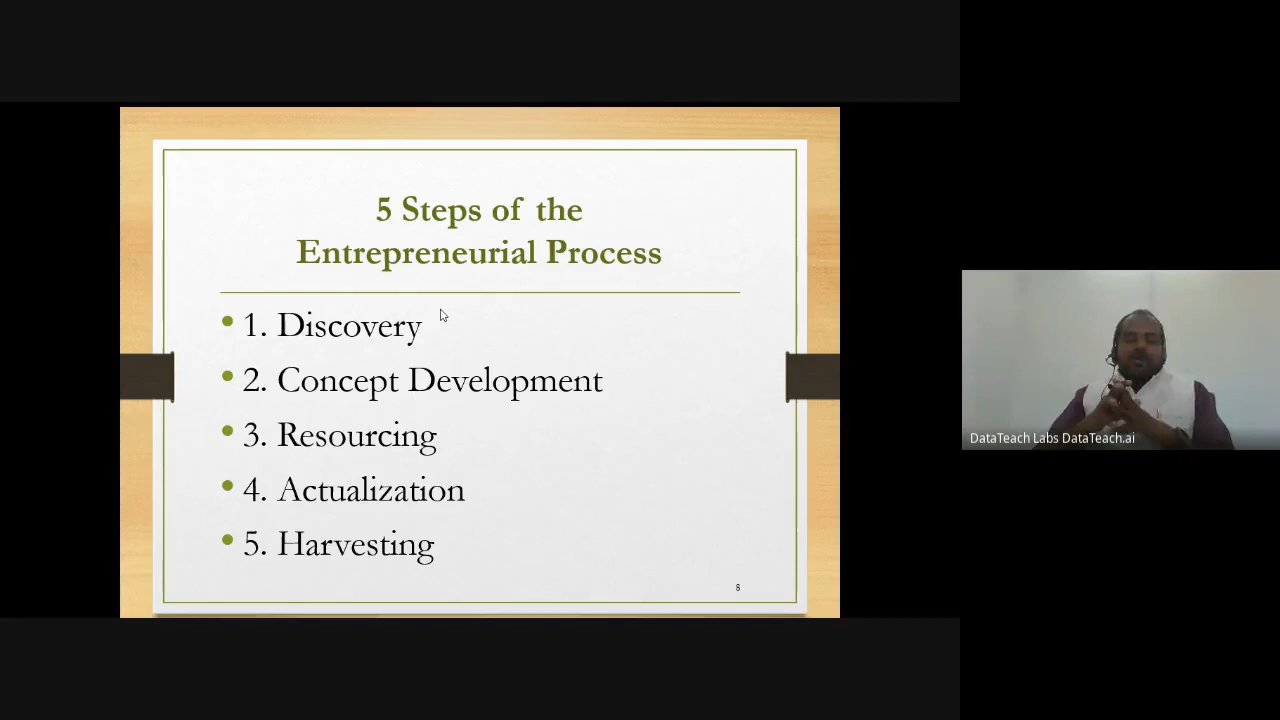 5 Steps of the
Entrepreneurial Process
• 1. Discovery
• 2. Concept Development
• 3. Resourcing
• 4. Actualization
• 5. Harvesting
8
DataTeach Labs DataTeach.ai